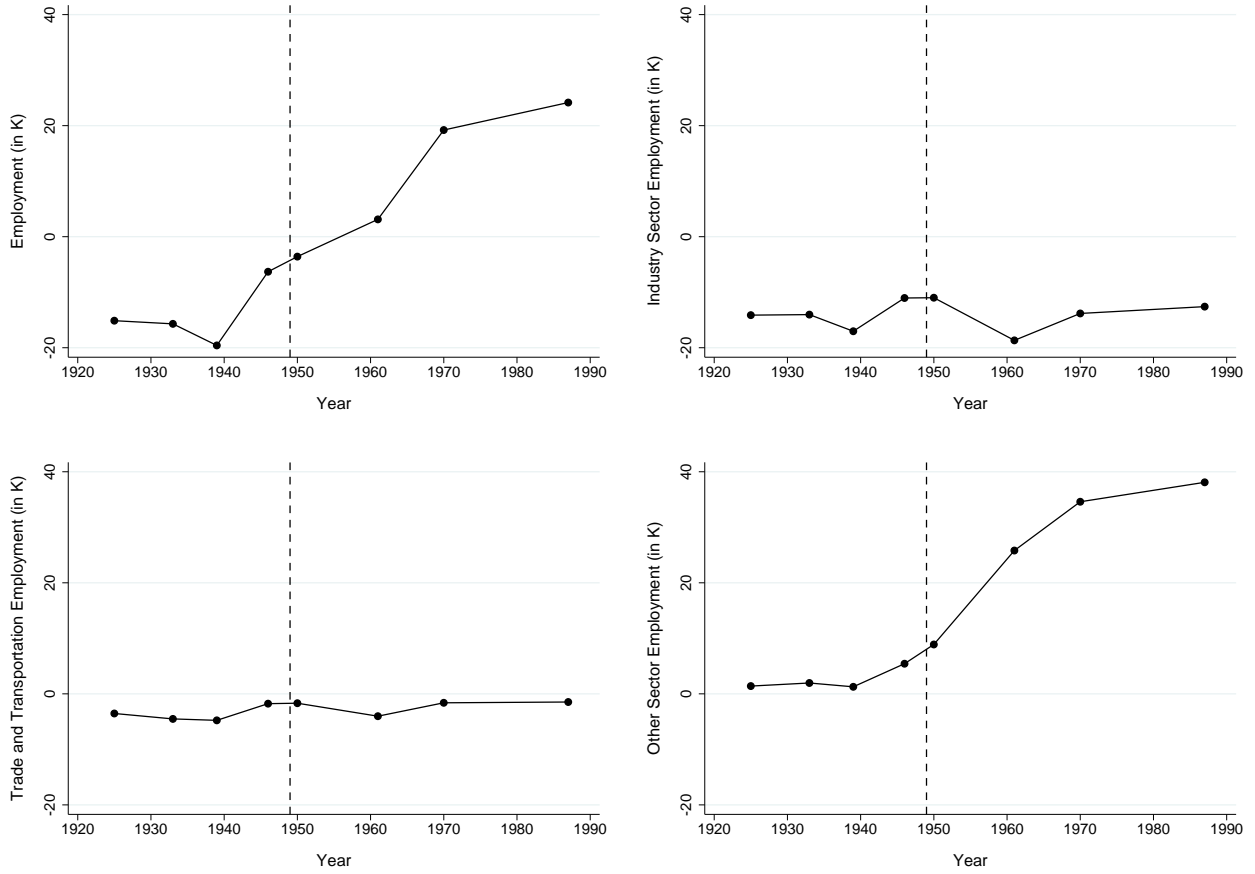 40
20
0
-20
Employment (in K)
1920 1930 1940 1950 1960 1970 1980 1990
Year
40
20
0
-20
Industry Sector Employment (in K)
1920 1930 1940 1950 1960 1970 1980 1990
Year
40
20
0
-20
Trade and Transportation Employment (in K)
1920 1930 1940 1950 1960 1970 1980 1990
Year
40
20
0
-20
Other Sector Employment (in K)
1920 1930 1940 1950 1960 1970 1980 1990
Year